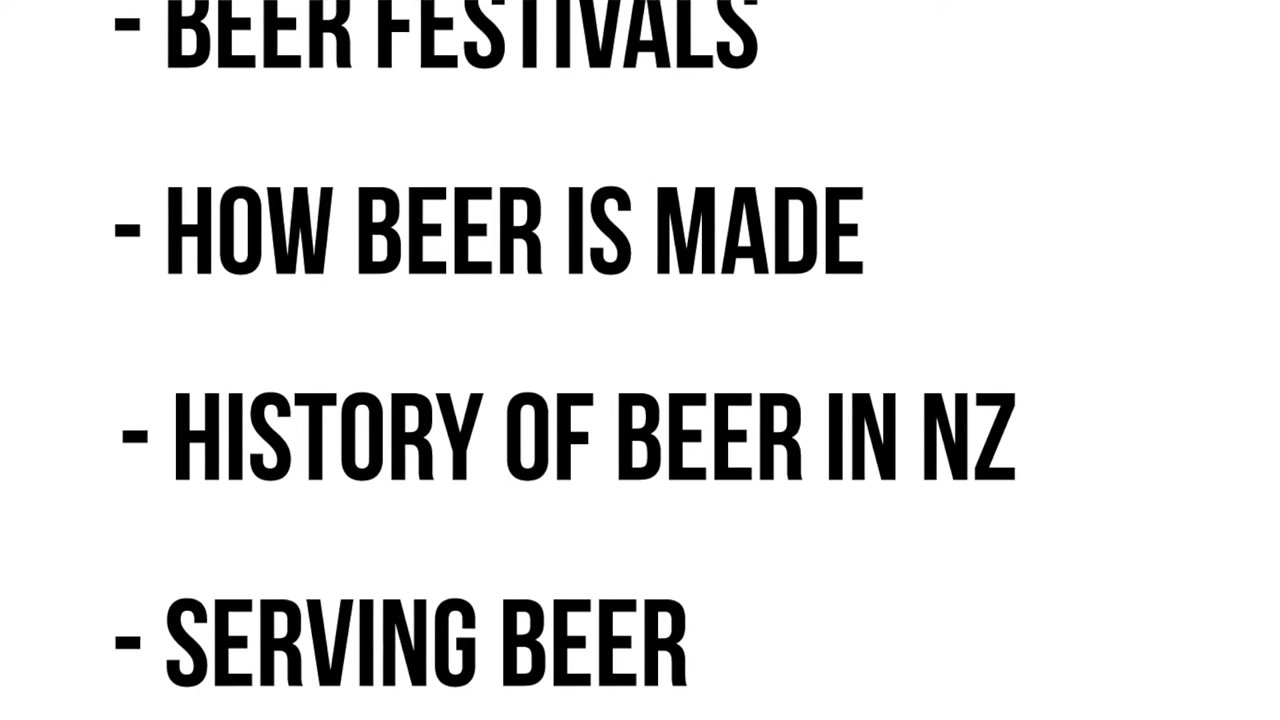 - BEER FESTIVALS
- HOW BEER IS MADE
- HISTORY OF BEER IN NZ
- SERVING BEER